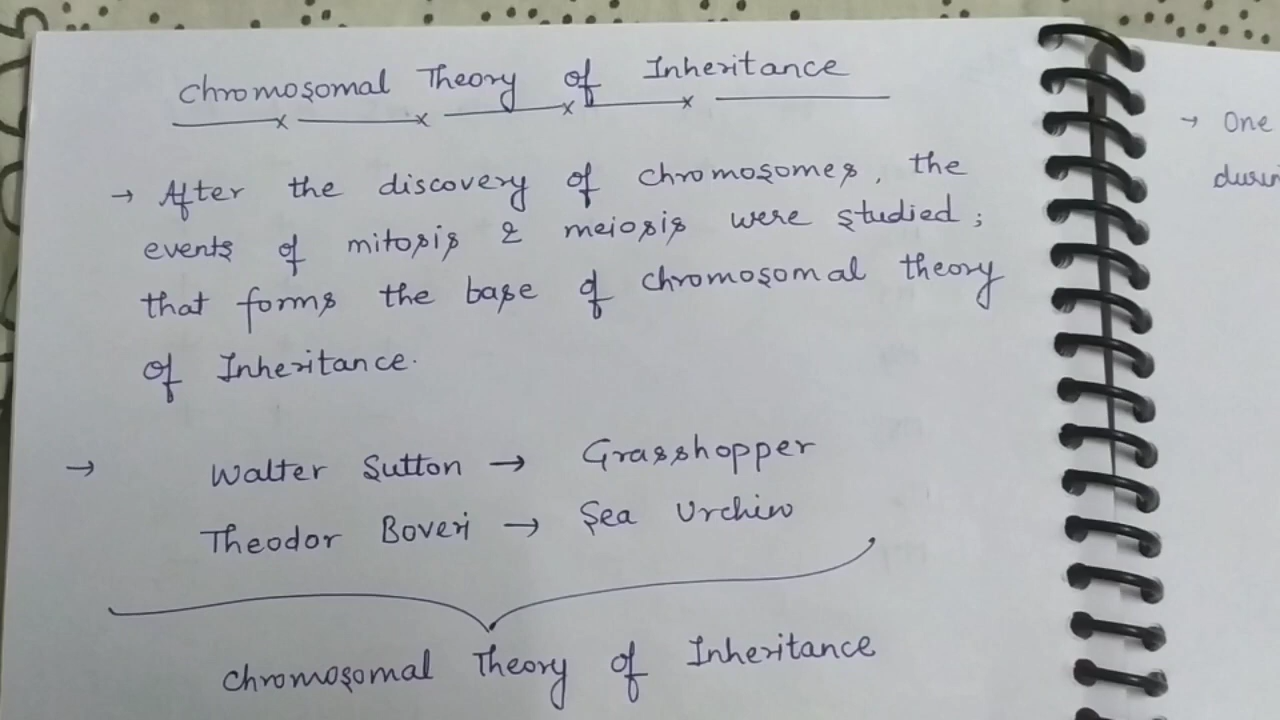 Chromosomal Theory of Inheritance
→ After the discovery of chromosomes, the
events of mitosis & meiosis were studied;
that forms the base of chromosomal theory
of Inheritance.
→ Walter Sutton → Grasshopper
Theodor Boveri → Sea Urchin
Chromosomal Theory of Inheritance
→ One